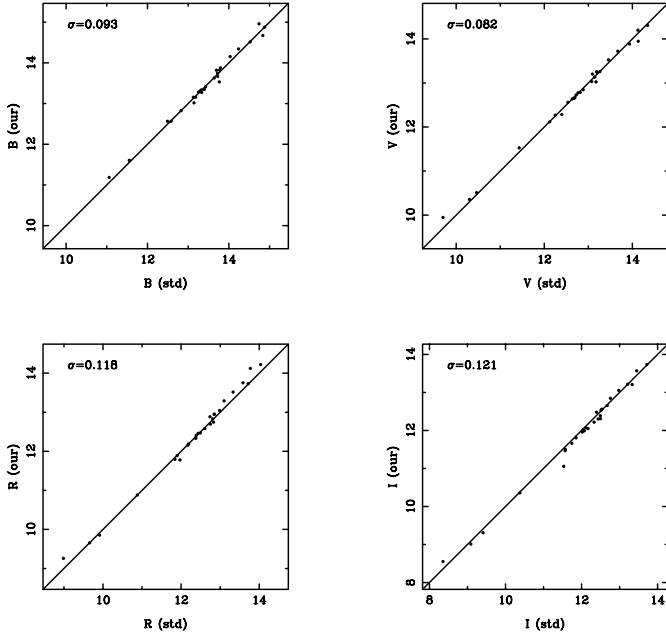 σ=0.093
B (our)
14
12
10
10
12
14
B (std)
σ=0.082
V (our)
14
12
10
10
12
14
V (std)
σ=0.118
R (our)
14
12
10
10
12
14
R (std)
σ=0.121
I (our)
14
12
10
8
8
10
12
14
I (std)